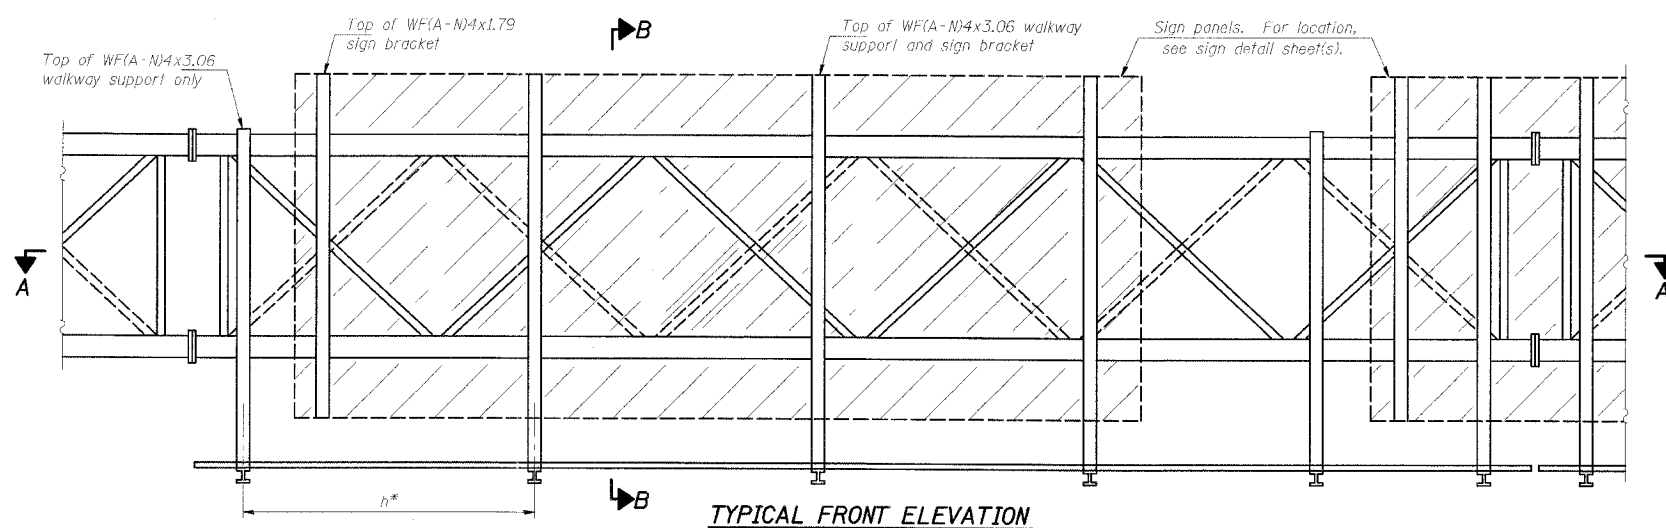 Top of WF(A-N)4x3.06
walkway support only
Top of WF(A-N)4x1.79
sign bracket
B
Top of WF(A-N)4x3.06 walkway
support and sign bracket
Sign panels. For location,
see sign detail sheet(s).
A
A
h*
B
TYPICAL FRONT ELEVATION